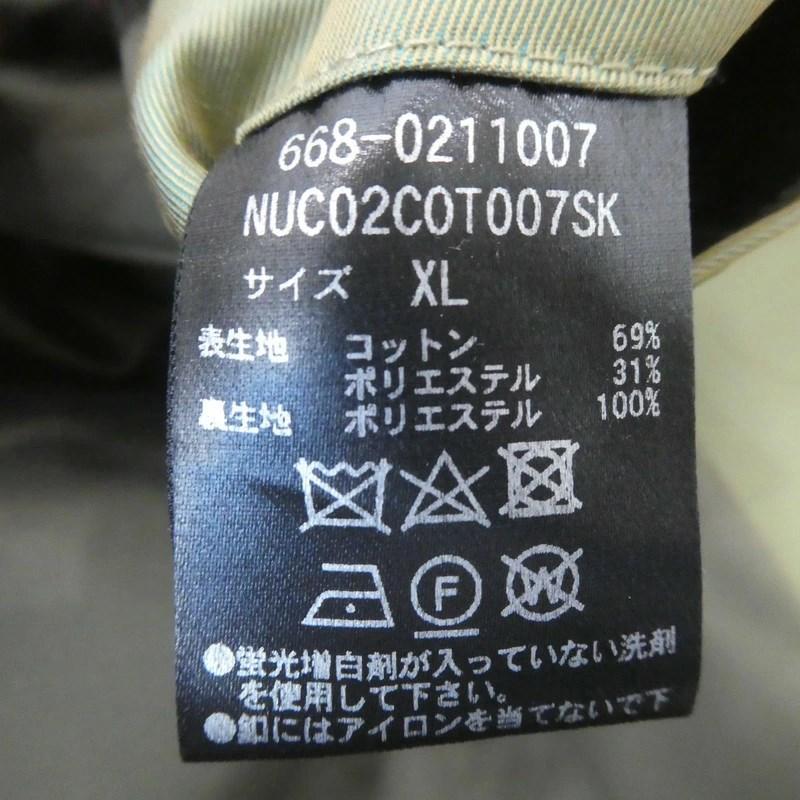 668-0211007
NUC02COT007SK
サイズ XL
表生地 コットン 69%
ポリエステル 31%
裏生地 ポリエステル 100%
F
W
●蛍光増白剤が入っていない洗剤
を使用して下さい。
●釦にはアイロンを当てないで下